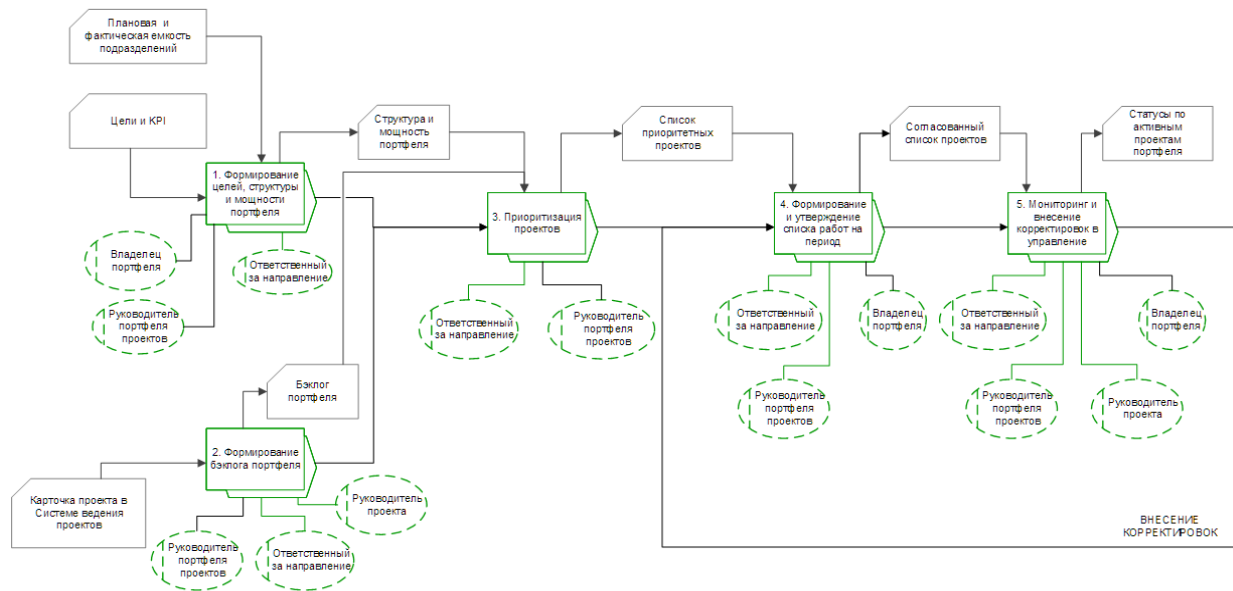 Плановая и
фактическая емкость
подразделений
Цели и KPI
Структура и
мощность
портфеля
Список
приоритетных
проектов
Согласованный
список проектов
Статусы по
активным
проектам
портфеля
1. Формирование
целей, структуры
и мощности
портфеля
3. Приоритизация
проектов
4. Формирование
и утверждение
списка работ на
период
5. Мониторинг и
внесение
корректировок в
управление
Владелец
портфеля
Ответственный
за направление
Руководитель
портфеля
проектов
Ответственный
за направление
Руководитель
портфеля
проектов
Ответственный
за направление
Владелец
портфеля
Руководитель
портфеля
проектов
Ответственный
за направление
Владелец
портфеля
Руководитель
портфеля
проектов
Руководитель
проекта
Бэклог
портфеля
2. Формирование
бэклога портфеля
Карточка проекта в
Системе ведения
проектов
Руководитель
проекта
Руководитель
портфеля
проектов
Ответственный
за направление
ВНЕСЕНИЕ
КОРРЕКТИРОВОК